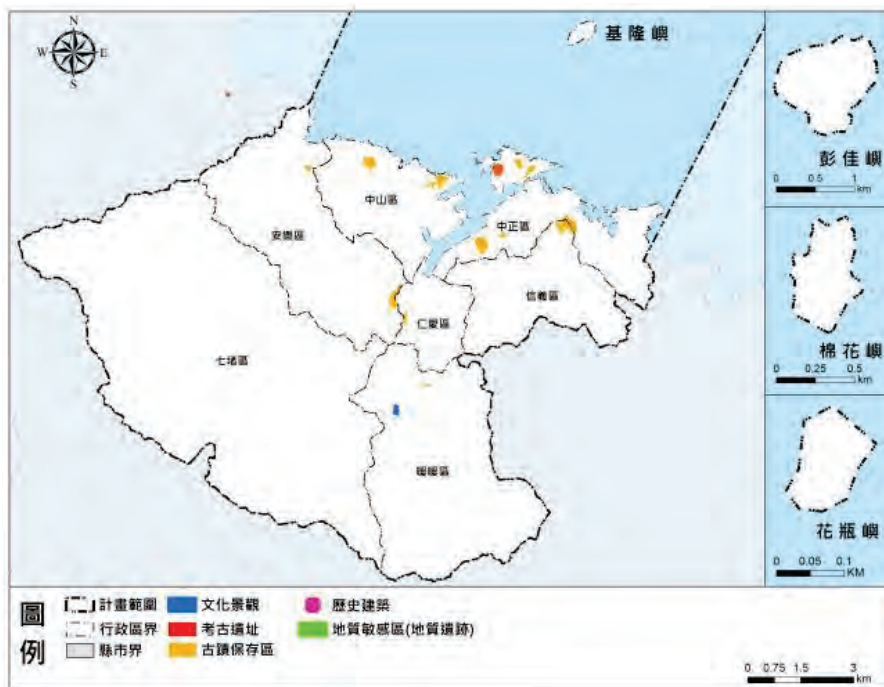 N
W E
S
基隆嶼
中山區
安樂區
中正區
信義區
仁愛區
七堵區
暖暖區
彭佳嶼
0 0.5 1
km
棉花嶼
0 0.25 0.5
km
花瓶嶼
0 0.05 0.1
KM
圖例
計畫範圍
文化景觀
歷史建築
行政區界
考古遺址
地質敏感區(地質遺跡)
縣市界
古蹟保存區
0 0.75 1.5 3
km